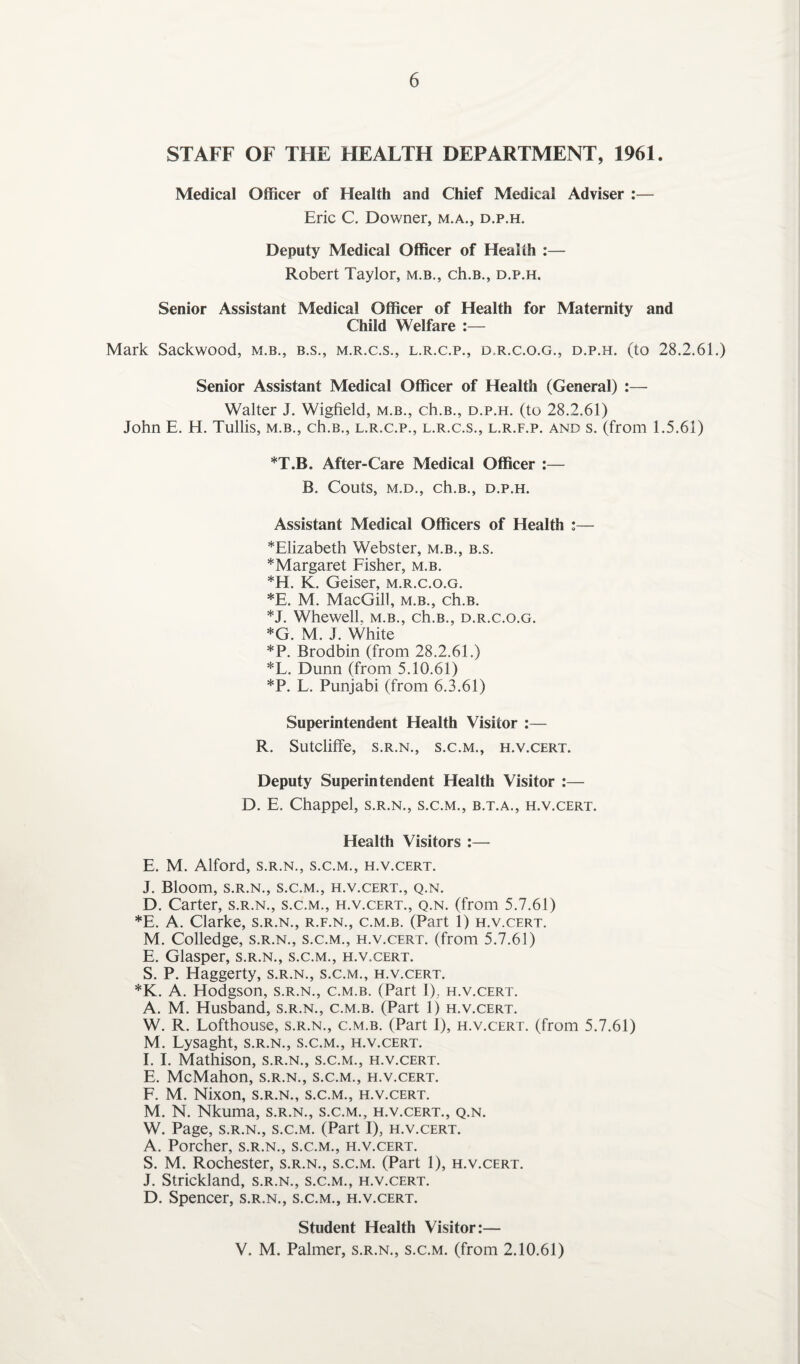 6
STAFF OF THE HEALTH DEPARTMENT, 1961.
Medical Officer of Health and Chief Medical Adviser :—
Eric C. Downer, M.A., D.P.H.
Deputy Medical Officer of Health :—
Robert Taylor, M.B., ch.B., D.P.H.
Senior Assistant Medical Officer of Health for Maternity and
Child Welfare :—
Mark Sackwood, M.B., B.S., M.R.C.S., L.R.C.P., D.R.C.O.G., D.P.H. (to 28.2.61.)
Senior Assistant Medical Officer of Health (General) :—
Walter J. Wigfield, M.B., ch.B., D.P.H. (to 28.2.61)
John E. H. Tullis, M.B., ch.B., L.R.C.P., L.R.C.S., L.R.F.P. AND S. (from 1.5.61)
*T.B. After-Care Medical Officer :—
B. Couts, M.D., ch.B., D.P.H.
Assistant Medical Officers of Health :—
*Elizabeth Webster, M.B., B.S.
*Margaret Fisher, M.B.
*H. K. Geiser, M.R.C.O.G.
*E. M. MacGill, M.B., ch.B.
*J. Whewell, M.B., ch.B., D.R.C.O.G.
*G. M. J. White
*P. Brodbin (from 28.2.61.)
*L. Dunn (from 5.10.61)
*P. L. Punjabi (from 6.3.61)
Superintendent Health Visitor :—
R. Sutcliffe, S.R.N., S.C.M., H.V.CERT.
Deputy Superintendent Health Visitor :—
D. E. Chappel, S.R.N., S.C.M., B.T.A., H.V.CERT.
Health Visitors :—
E. M. Alford, S.R.N., S.C.M., H.V.CERT.
J. Bloom, S.R.N., S.C.M., H.V.CERT., Q.N.
D. Carter, S.R.N., S.C.M., H.V.CERT., Q.N. (from 5.7.61)
*E. A. Clarke, S.R.N., R.F.N., C.M.B. (Part 1) H.V.CERT.
M. Colledge, S.R.N., S.C.M., H.V.CERT. (from 5.7.61)
E. Glasper, S.R.N., S.C.M., H.V.CERT.
S. P. Haggerty, S.R.N., S.C.M., H.V.CERT.
*K. A. Hodgson, S.R.N., C.M.B. (Part I), H.V.CERT.
A. M. Husband, S.R.N., C.M.B. (Part 1) H.V.CERT.
W. R. Lofthouse, S.R.N., C.M.B. (Part I), H.V.CERT. (from 5.7.61)
M. Lysaght, S.R.N., S.C.M., H.V.CERT.
I. I. Mathison, S.R.N., S.C.M., H.V.CERT.
E. McMahon, S.R.N., S.C.M., H.V.CERT.
F. M. Nixon, S.R.N., S.C.M., H.V.CERT.
M. N. Nkuma, S.R.N., S.C.M., H.V.CERT., Q.N.
W. Page, S.R.N., S.C.M. (Part I), H.V.CERT.
A. Porcher, S.R.N., S.C.M., H.V.CERT.
S. M. Rochester, S.R.N., S.C.M. (Part 1), H.V.CERT.
J. Strickland, S.R.N., S.C.M., H.V.CERT.
D. Spencer, S.R.N., S.C.M., H.V.CERT.
Student Health Visitor:—
V. M. Palmer, S.R.N., S.C.M. (from 2.10.61)